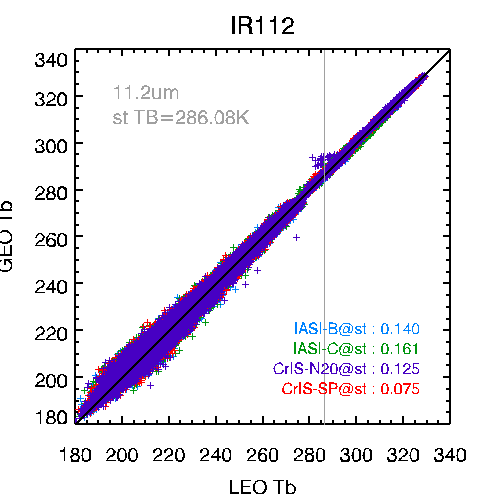 IR112
340
320
300
280
260
240
220
200
180
GEO Tb
11.2um
st TB=286.08K
IASI-B@st : 0.140
IASI-C@st : 0.161
CrIS-N20@st : 0.125
CrIS-SP@st : 0.075
180 200 220 240 260 280 300 320 340
LEO Tb